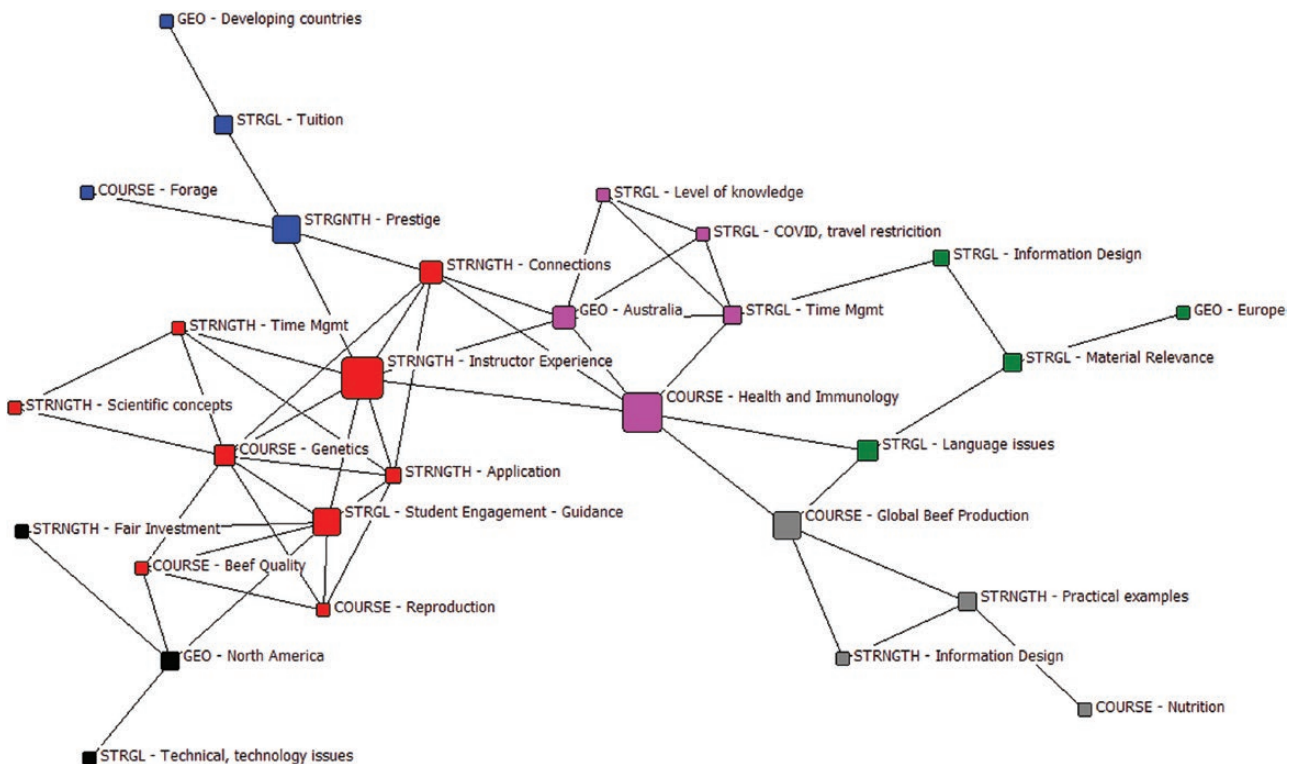 GEO - Developing countries
STRGL - Tuition
COURSE - Forage
STRGL - Level of knowledge
STRGNTH - Prestige
STRGL - COVID, travel restricition
STRGL - Information Design
STRNGTH - Connections
GEO - Australia
STRGL - Time Mgmt
GEO - Europe
STRNGTH - Time Mgmt
STRNGTH - Instructor Experience
STRGL - Material Relevance
COURSE - Health and Immunology
STRNGTH - Scientific concepts
COURSE - Genetics
STRGL - Language issues
STRNGTH - Application
STRGL - Student Engagement - Guidance
COURSE - Global Beef Production
STRNGTH - Fair Investment
COURSE - Beef Quality
COURSE - Reproduction
STRNGTH - Practical examples
GEO - North America
STRNGTH - Information Design
COURSE - Nutrition
STRGL - Technical, technology issues